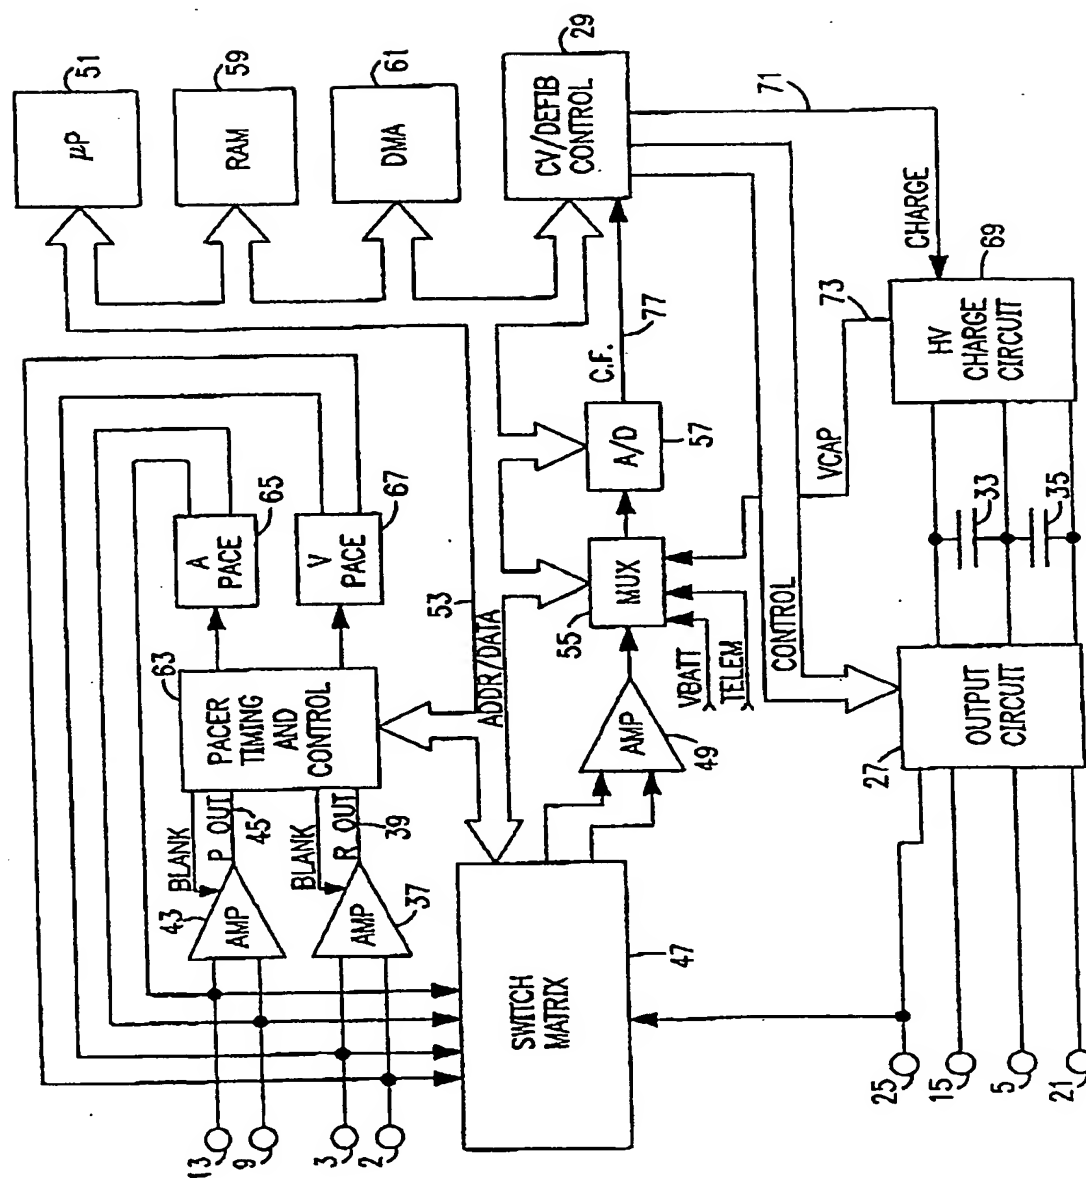 51
μP
59
RAM
61
DMA
29
CV/DEFIB
CONTROL
71
CHARGE
69
HV
CHARGE
CIRCUIT
73
VCAP
33
35
77
C.F.
57
A/D
55
MUX
VBATT
TELEM
CONTROL
27
OUTPUT
CIRCUIT
49
AMP
53
ADDR/DATA
65
A
PACE
67
V
PACE
63
PACER
TIMING
AND
CONTROL
BLANK
P OUT
45
BLANK
R OUT
39
43
AMP
37
AMP
47
SWITCH
MATRIX
13
9
3
2
25
15
5
21